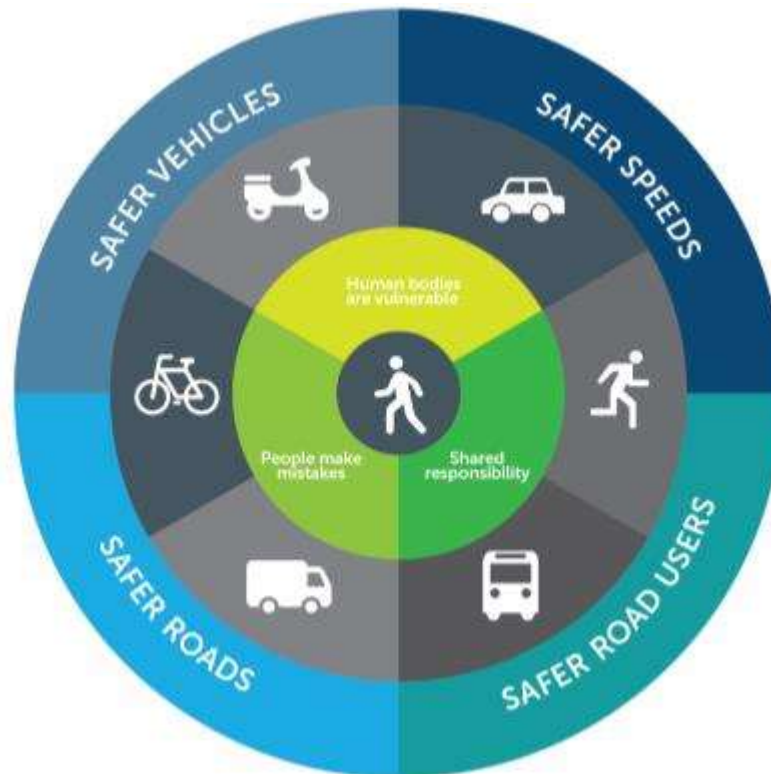 SAFER VEHICLES
SAFER SPEEDS
Human bodies
are vulnerable
People make
mistakes
Shared
responsibility
SAFER ROADS
SAFER ROAD USERS